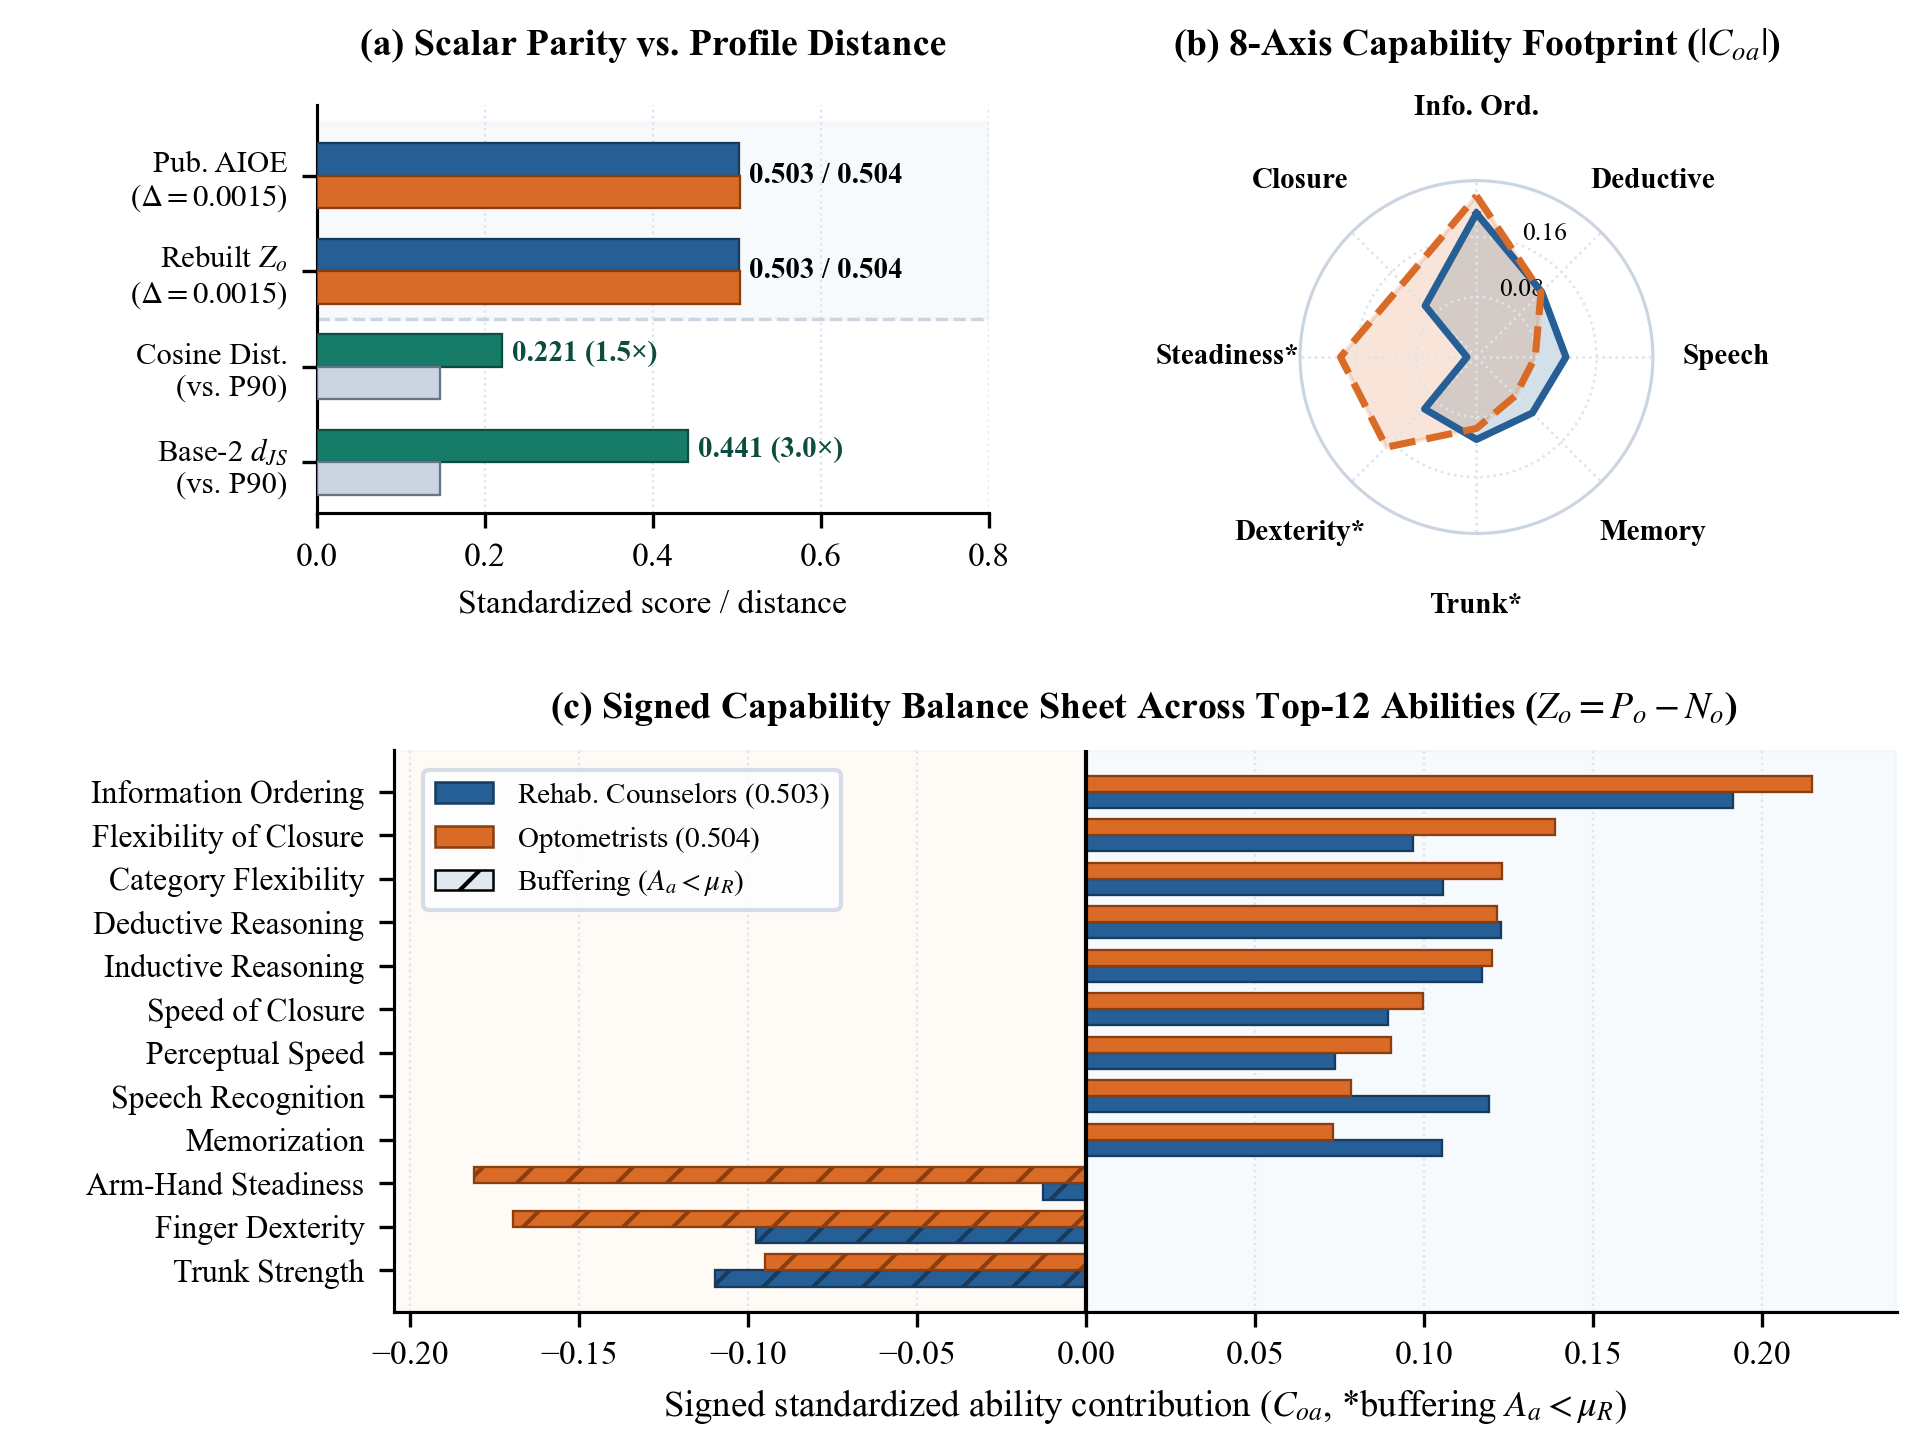 (a) Scalar Parity vs. Profile Distance
Pub. AIOE
(Δ = 0.0015)
0.503 / 0.504
Rebuilt Zₒ
(Δ = 0.0015)
0.503 / 0.504
Cosine Dist.
(vs. P90)
0.221 (1.5×)
Base-2 d_JS
(vs. P90)
0.441 (3.0×)
0.0 0.2 0.4 0.6 0.8
Standardized score / distance
(b) 8-Axis Capability Footprint (|C_oa|)
Info. Ord.
Closure
Deductive
0.16
0.08
Steadiness*
Speech
Dexterity*
Memory
Trunk*
(c) Signed Capability Balance Sheet Across Top-12 Abilities (Zₒ = Pₒ − Nₒ)
Rehab. Counselors (0.503)
Optometrists (0.504)
Buffering (A_a < μ_R)
Information Ordering
Flexibility of Closure
Category Flexibility
Deductive Reasoning
Inductive Reasoning
Speed of Closure
Perceptual Speed
Speech Recognition
Memorization
Arm-Hand Steadiness
Finger Dexterity
Trunk Strength
−0.20 −0.15 −0.10 −0.05 0.00 0.05 0.10 0.15 0.20
Signed standardized ability contribution (C_oa, *buffering A_a < μ_R)